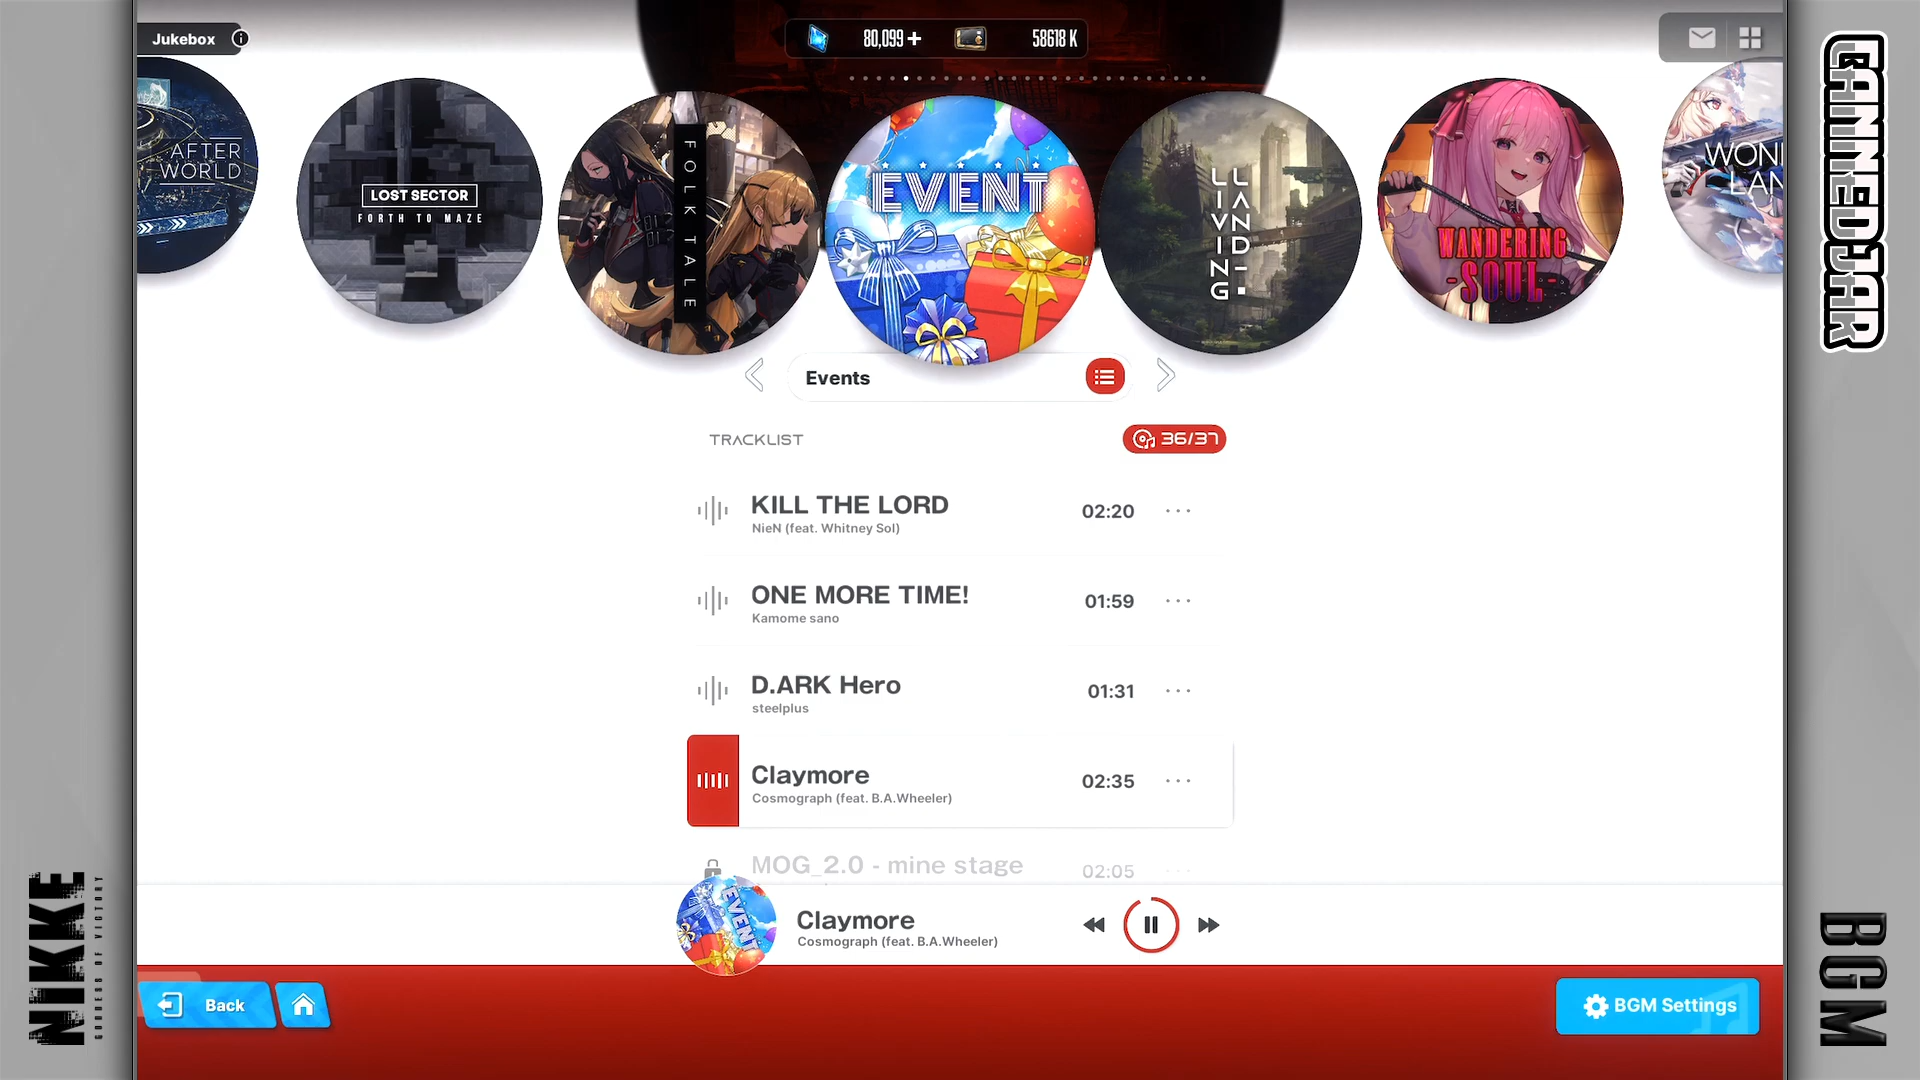 Jukebox
80,099
58618 K
AFTER
WORLD
LOST SECTOR
FORTH TO MAZE
FOLK TALE
EVENT
LIVING
LAND-
WANDERING
-SOUL-
WON
LAN
Events
TRACKLIST
36/37
KILL THE LORD
NieN (feat. Whitney Sol)
02:20
ONE MORE TIME!
Kamome sano
01:59
D.ARK Hero
steelplus
01:31
Claymore
Cosmograph (feat. B.A.Wheeler)
02:35
MOG_2.0 - mine stage
02:05
EVENT
Claymore
Cosmograph (feat. B.A.Wheeler)
Back
BGM Settings
NIKKE
GODDESS OF VICTORY
CANNEDJAR
BGM